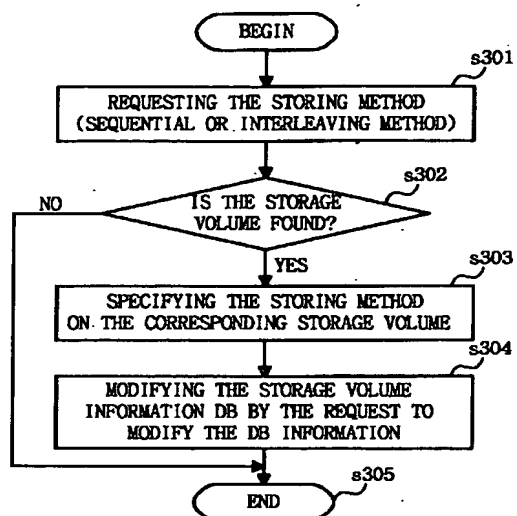 BEGIN
s301
REQUESTING THE STORING METHOD
(SEQUENTIAL OR INTERLEAVING METHOD)
s302
NO
IS THE STORAGE
VOLUME FOUND?
YES
s303
SPECIFYING THE STORING METHOD
ON THE CORRESPONDING STORAGE VOLUME
s304
MODIFYING THE STORAGE VOLUME
INFORMATION DB BY THE REQUEST TO
MODIFY THE DB INFORMATION
s305
END